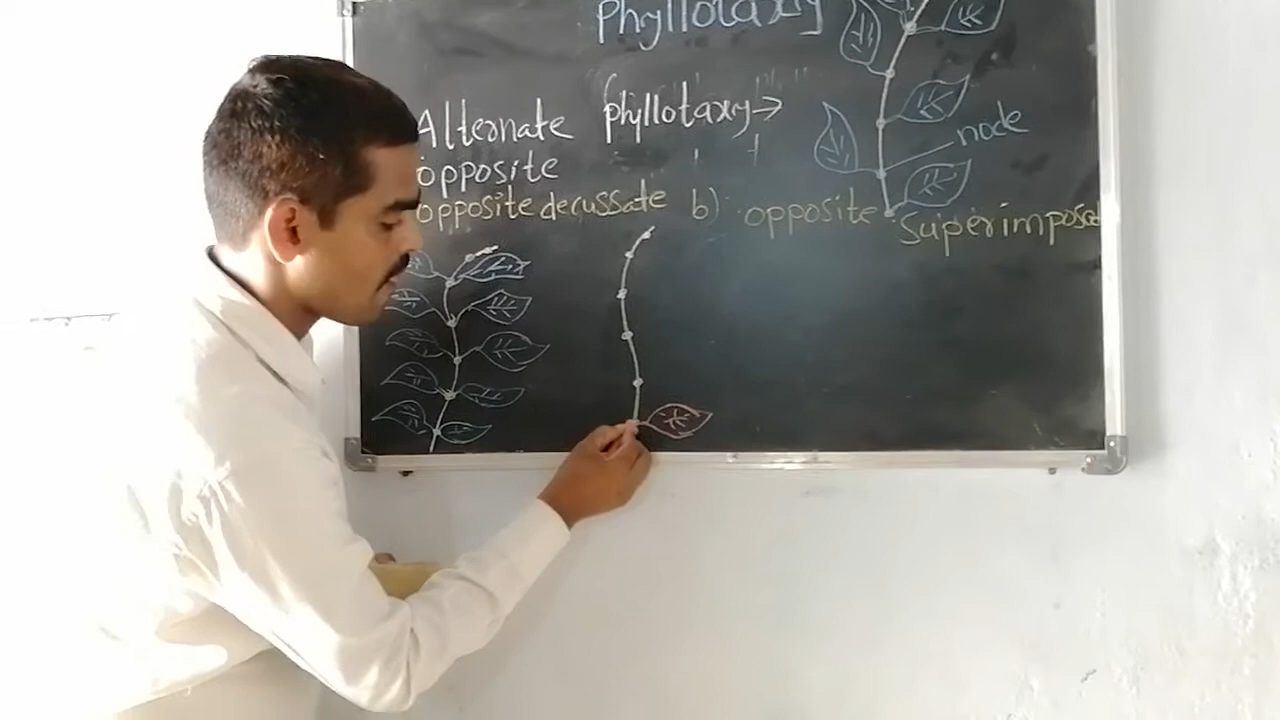 Phyllotaxy
Alternate phyllotaxy→
node
opposite
opposite decussate b) opposite Superimposed